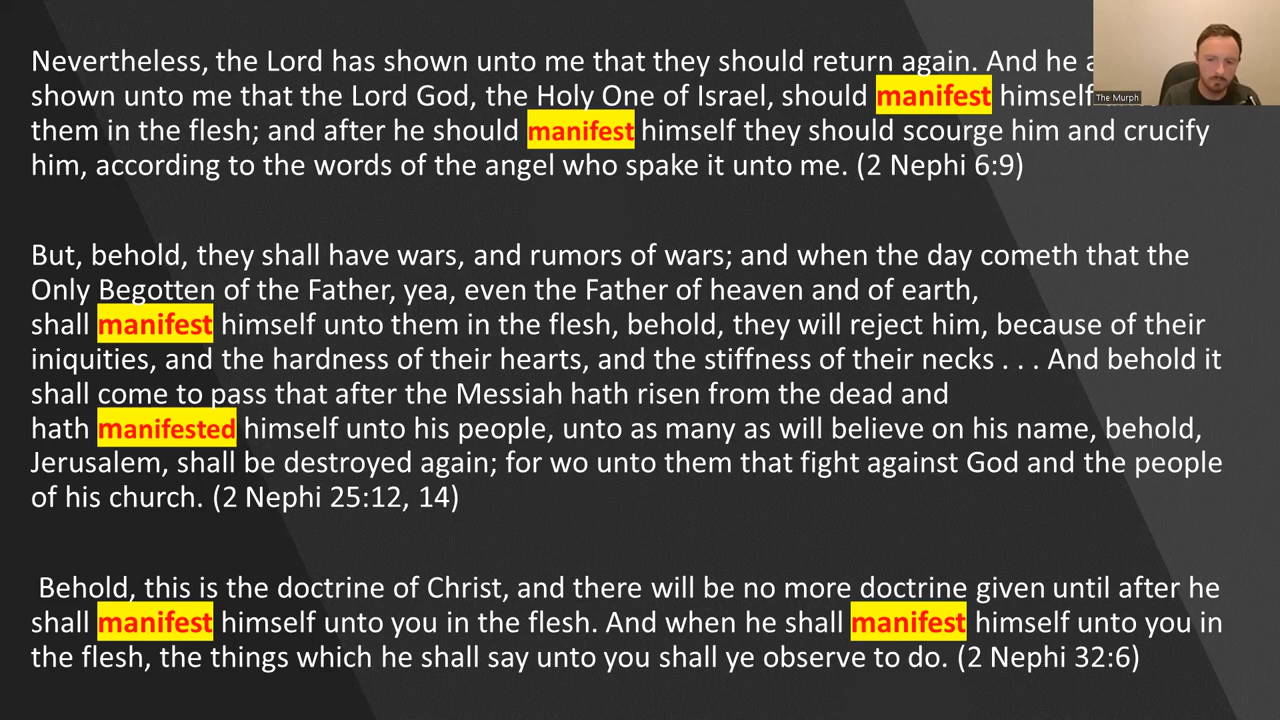 Nevertheless, the Lord has shown unto me that they should return again. And he
shown unto me that the Lord God, the Holy One of Israel, should manifest himself
The Murph
them in the flesh; and after he should manifest himself they should scourge him and crucify
him, according to the words of the angel who spake it unto me. (2 Nephi 6:9)
But, behold, they shall have wars, and rumors of wars; and when the day cometh that the
Only Begotten of the Father, yea, even the Father of heaven and of earth,
shall manifest himself unto them in the flesh, behold, they will reject him, because of their
iniquities, and the hardness of their hearts, and the stiffness of their necks . . . And behold it
shall come to pass that after the Messiah hath risen from the dead and
hath manifested himself unto his people, unto as many as will believe on his name, behold,
Jerusalem, shall be destroyed again; for wo unto them that fight against God and the people
of his church. (2 Nephi 25:12, 14)
Behold, this is the doctrine of Christ, and there will be no more doctrine given until after he
shall manifest himself unto you in the flesh. And when he shall manifest himself unto you in
the flesh, the things which he shall say unto you shall ye observe to do. (2 Nephi 32:6)